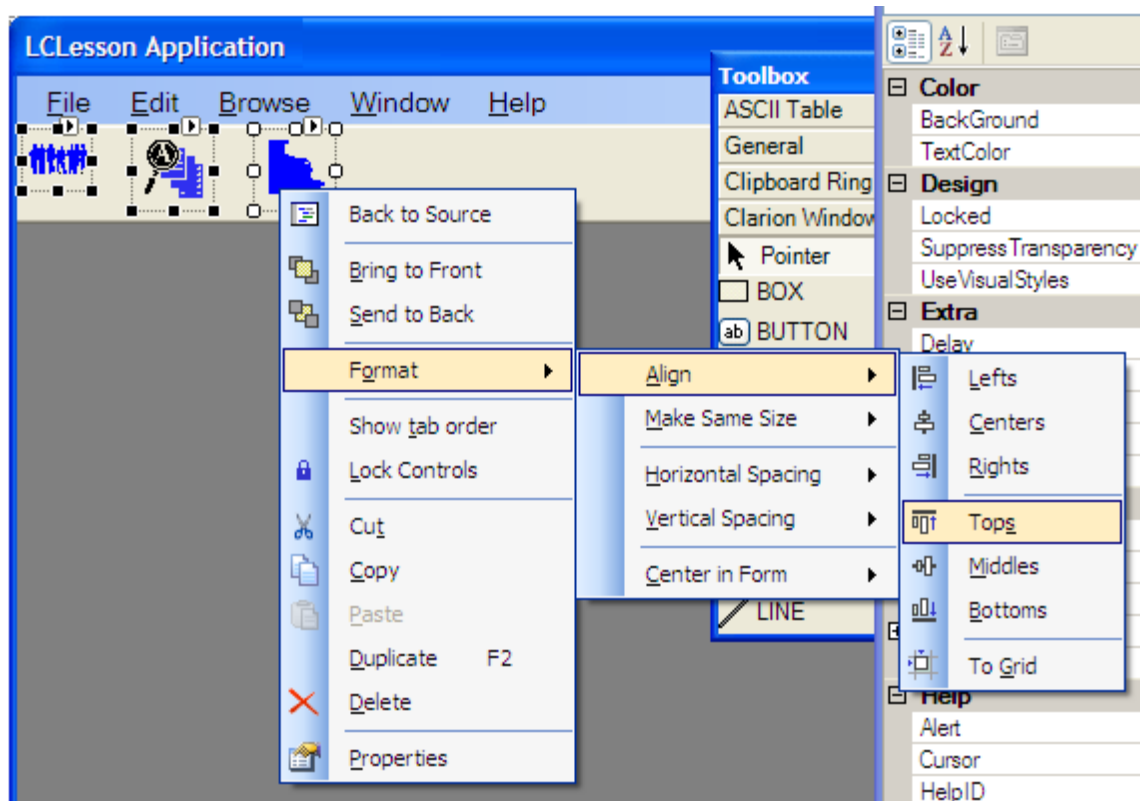 LCLesson Application
File Edit Browse Window Help
Back to Source
Bring to Front
Send to Back
Format
Show tab order
Lock Controls
Cut
Copy
Paste
Duplicate F2
Delete
Properties
Align
Make Same Size
Horizontal Spacing
Vertical Spacing
Center in Form
Lefts
Centers
Rights
Tops
Middles
Bottoms
To Grid
Toolbox
ASCII Table
General
Clipboard Ring
Clarion Window
Pointer
BOX
ab BUTTON
LINE
A
Z
Color
BackGround
TextColor
Design
Locked
SuppressTransparency
UseVisualStyles
Extra
Delay
Help
Alert
Cursor
HelpID